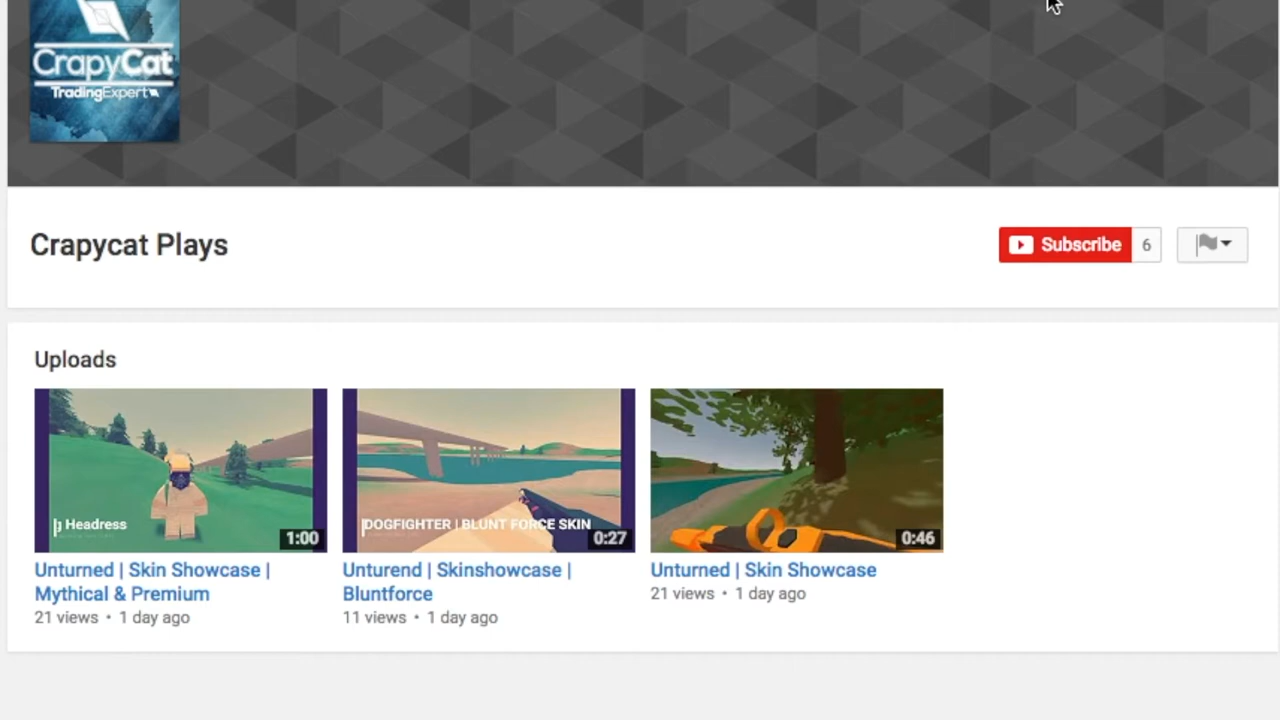 CrapyCat
TradingExpert
Crapycat Plays
Subscribe 6
Uploads
Headress
1:00
DOGFIGHTER | BLUNT FORCE SKIN
0:27
0:46
Unturned | Skin Showcase |
Mythical & Premium
21 views • 1 day ago
Unturend | Skinshowcase |
Bluntforce
11 views • 1 day ago
Unturned | Skin Showcase
21 views • 1 day ago